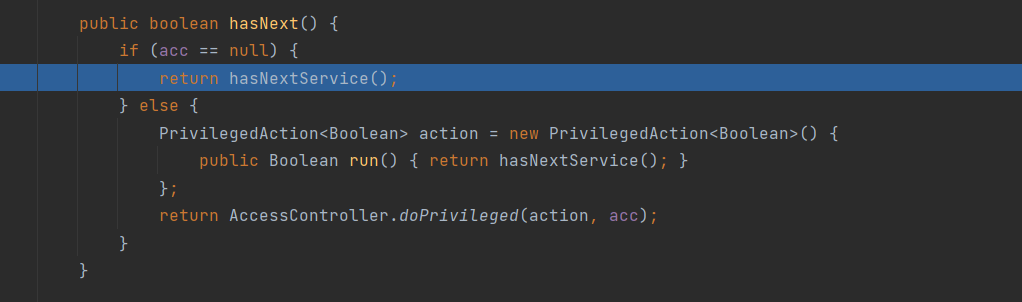 public boolean hasNext() {
if (acc == null) {
return hasNextService();
} else {
PrivilegedAction<Boolean> action = new PrivilegedAction<Boolean>() {
public Boolean run() { return hasNextService(); }
};
return AccessController.doPrivileged(action, acc);
}
}